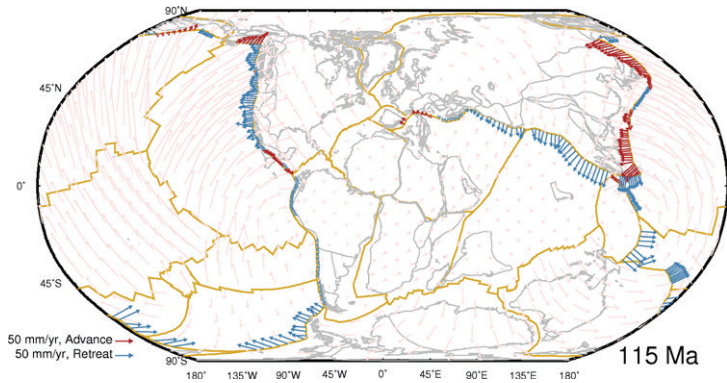 90˚N
45˚N
0˚
45˚S
50 mm/yr, Advance
50 mm/yr, Retreat
90˚S
115 Ma
180˚ 135˚W 90˚W 45˚W 0˚ 45˚E 90˚E 135˚E 180˚